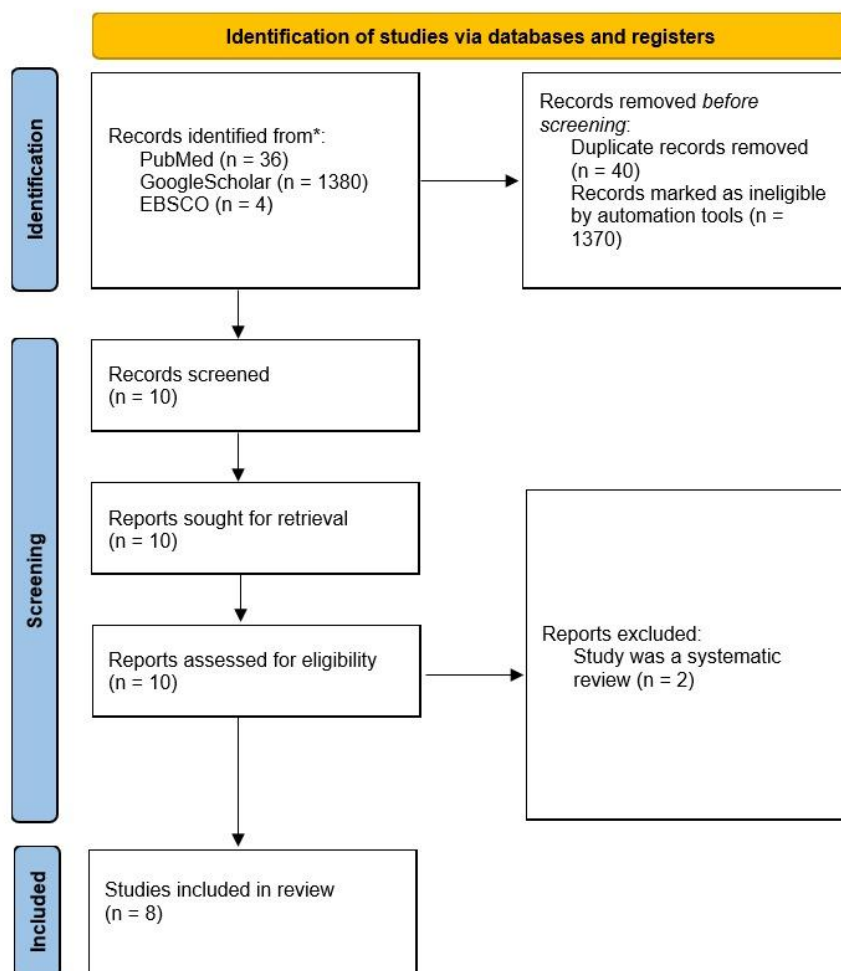 Identification of studies via databases and registers
Identification
Records identified from*:
PubMed (n = 36)
GoogleScholar (n = 1380)
EBSCO (n = 4)
Records removed before
screening:
Duplicate records removed
(n = 40)
Records marked as ineligible
by automation tools (n =
1370)
Screening
Records screened
(n = 10)
Reports sought for retrieval
(n = 10)
Reports assessed for eligibility
(n = 10)
Reports excluded:
Study was a systematic
review (n = 2)
Included
Studies included in review
(n = 8)